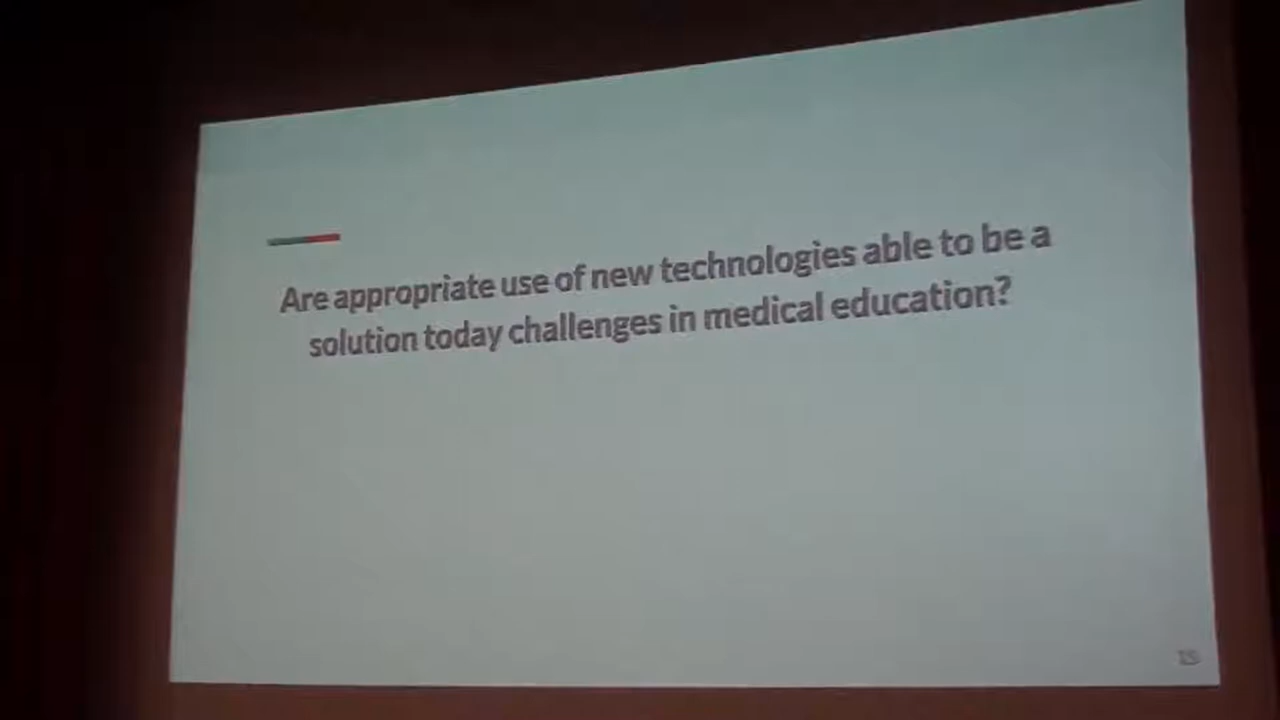 Are appropriate use of new technologies able to be a
solution today challenges in medical education?